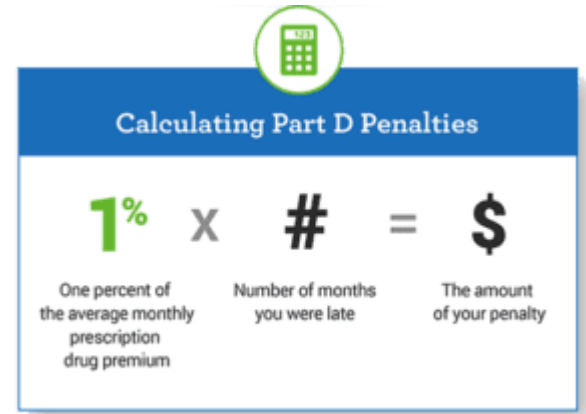 123
Calculating Part D Penalties
1% x # = $
One percent of
the average monthly
prescription
drug premium
Number of months
you were late
The amount
of your penalty